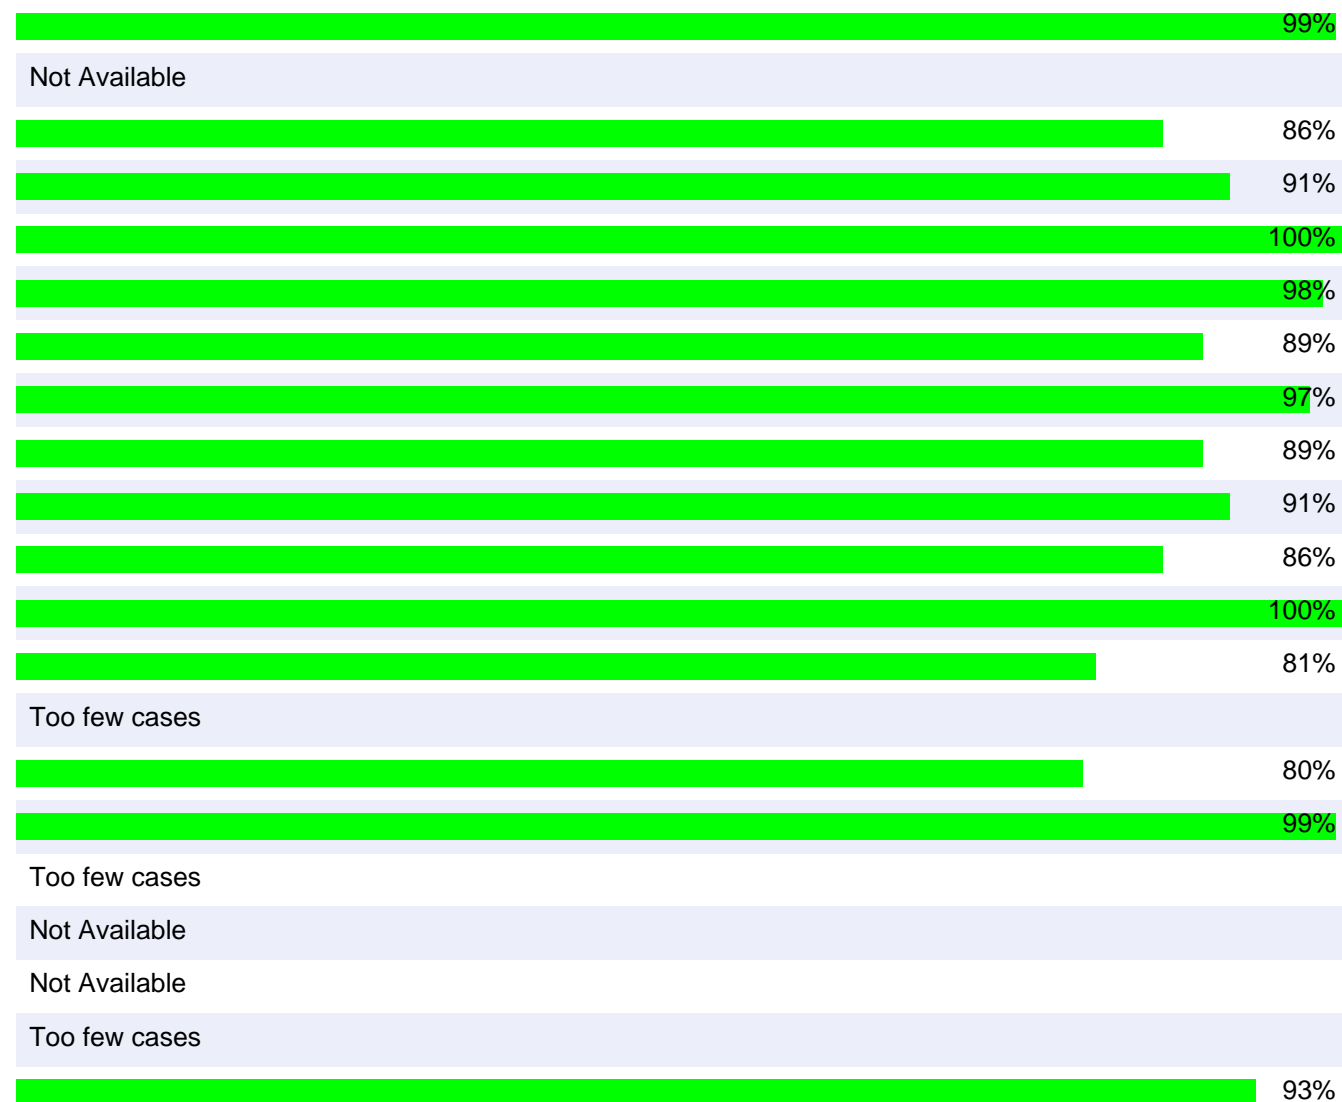 99%
Not Available
86%
91%
100%
98%
89%
97%
89%
91%
86%
100%
81%
Too few cases
80%
99%
Too few cases
Not Available
Not Available
Too few cases
93%